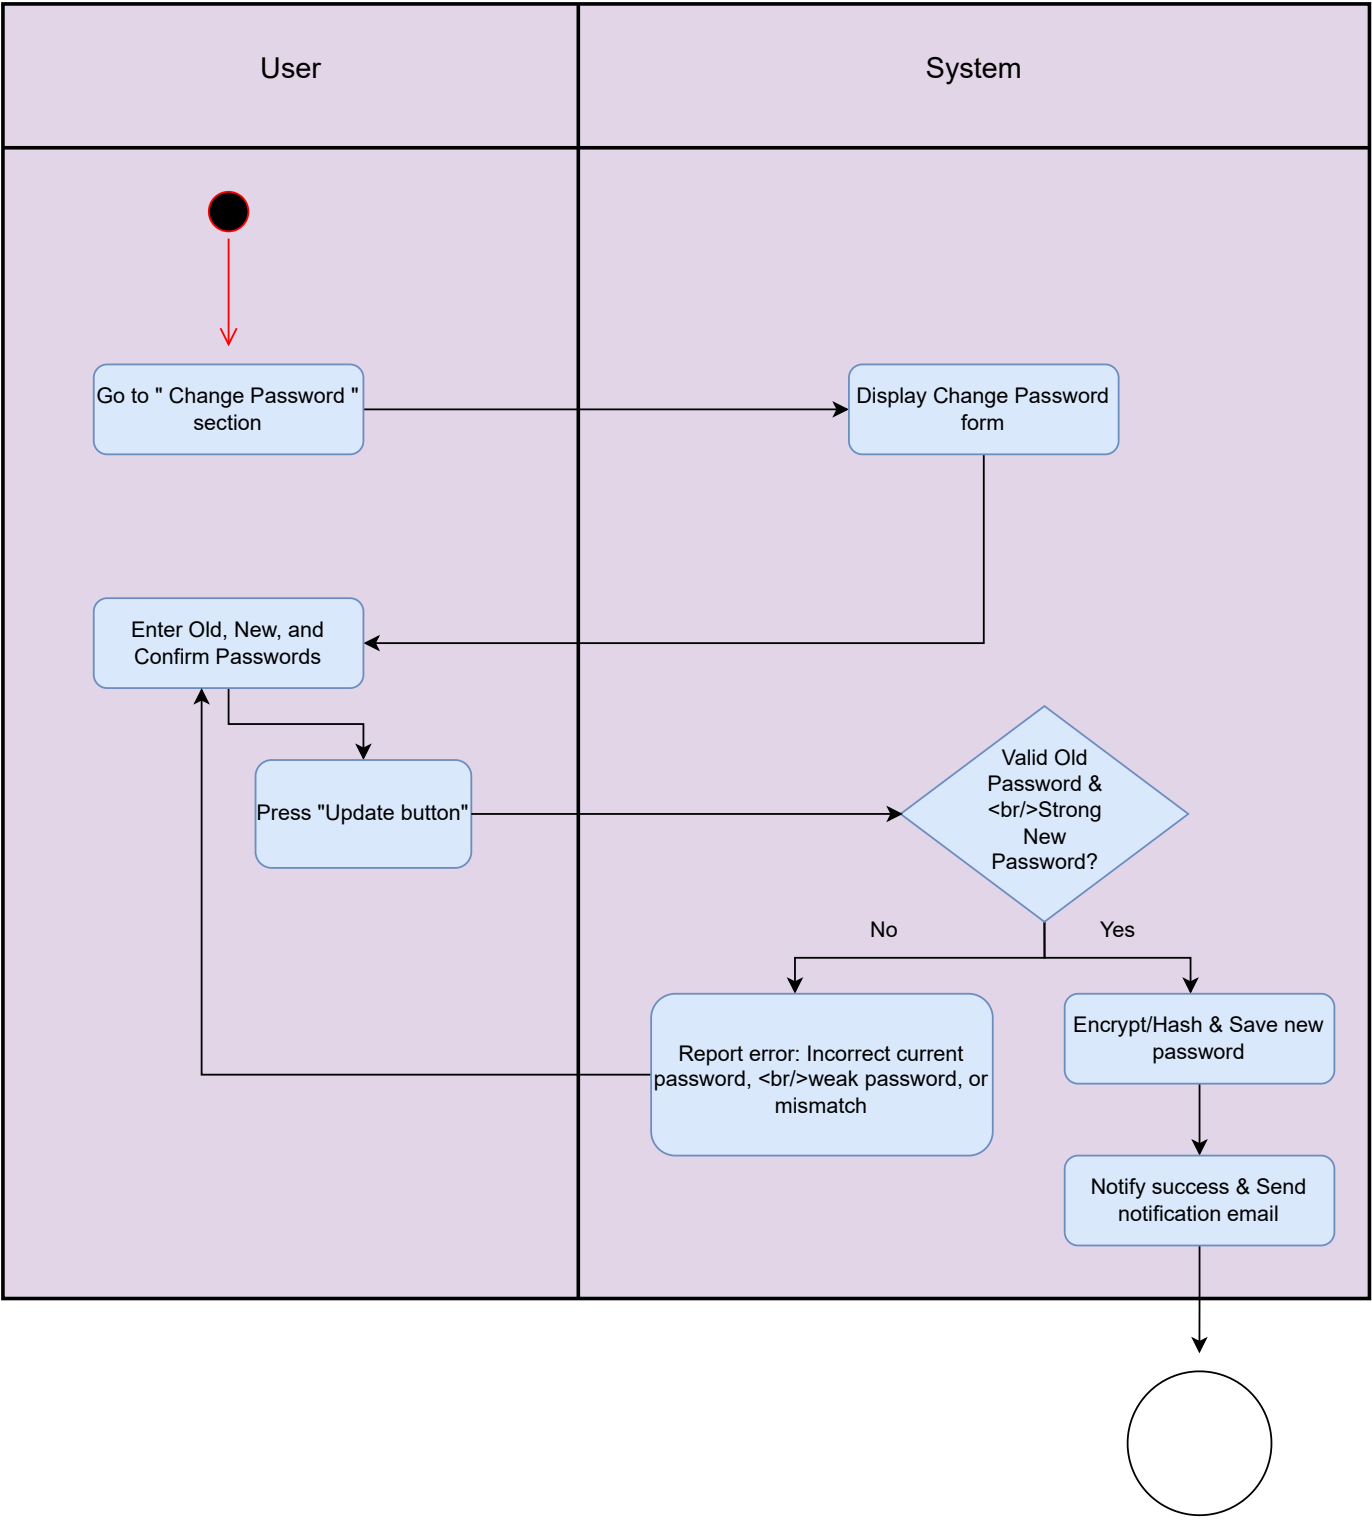 User
System
Go to " Change Password "
section
Display Change Password
form
Enter Old, New, and
Confirm Passwords
Press "Update button"
Valid Old
Password &
<br/>Strong
New
Password?
No
Yes
Report error: Incorrect current
password, <br/>weak password, or
mismatch
Encrypt/Hash & Save new
password
Notify success & Send
notification email